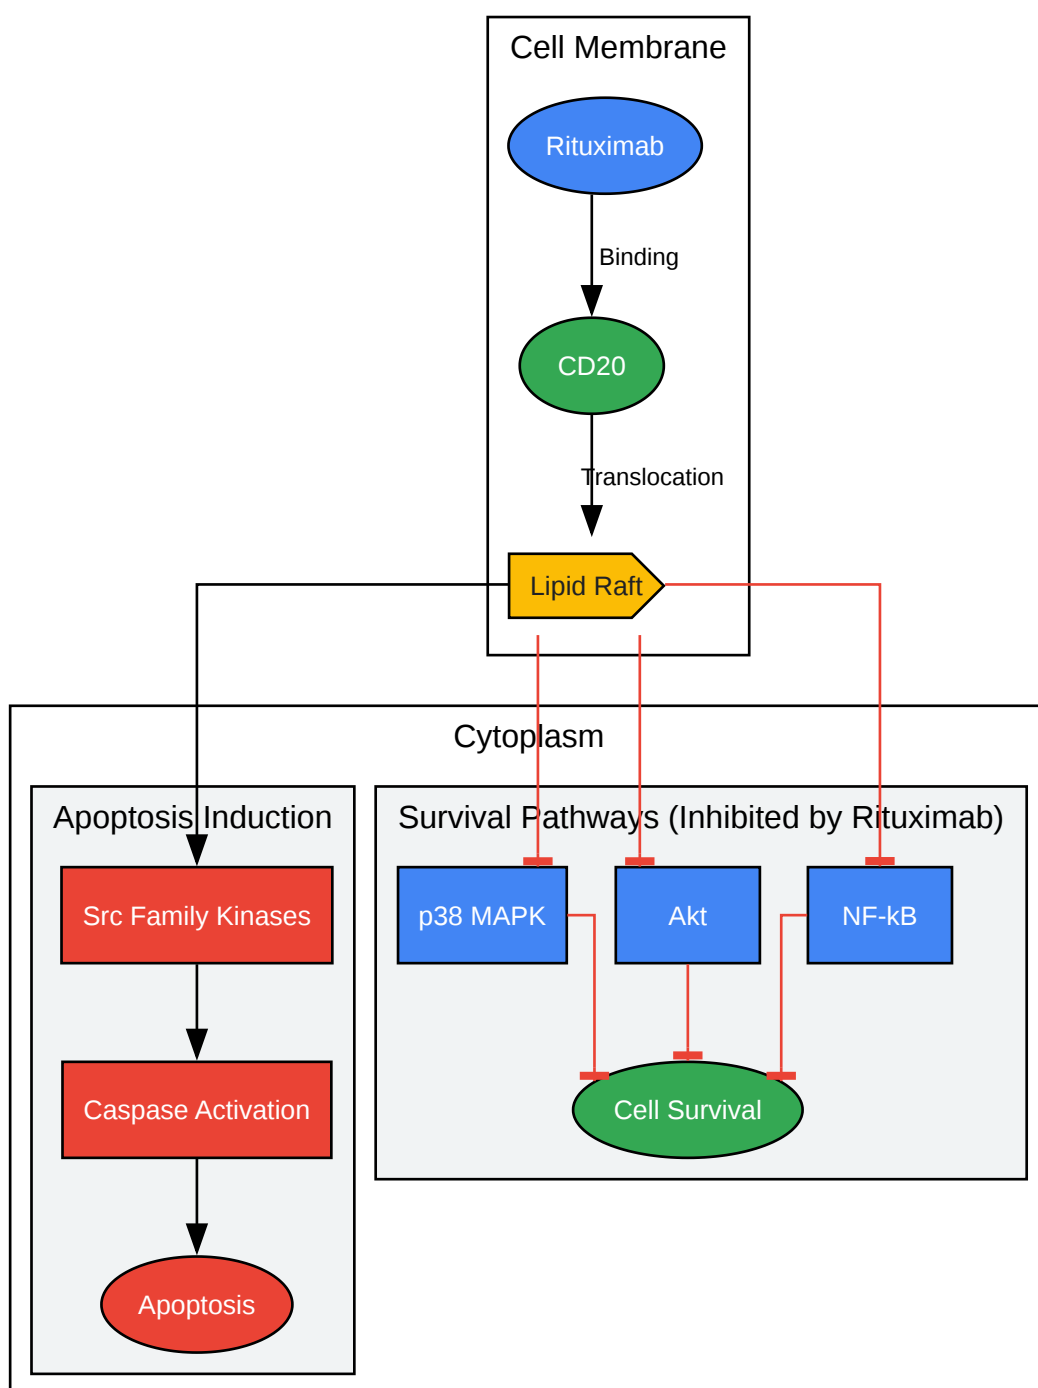 Cell Membrane
Rituximab
Binding
CD20
Translocation
Lipid Raft
Cytoplasm
Apoptosis Induction
Survival Pathways (Inhibited by Rituximab)
Src Family Kinases
p38 MAPK
Akt
NF-kB
Caspase Activation
Cell Survival
Apoptosis